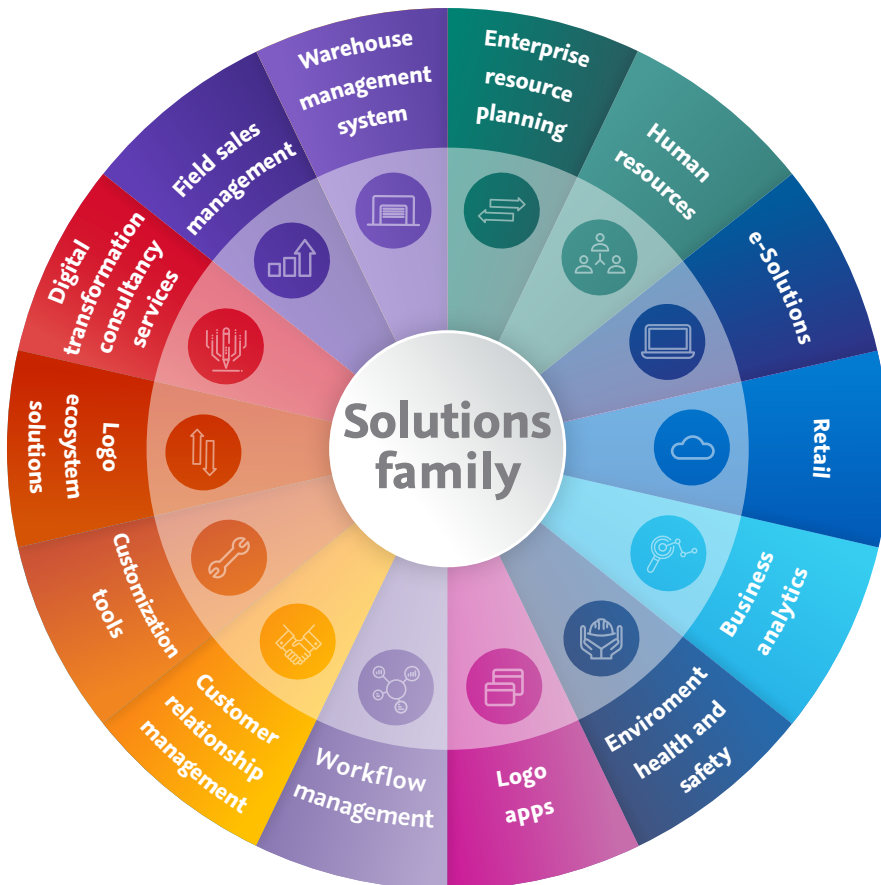 Solutions
family
Enterprise
resource
planning
Human
resources
e-Solutions
Retail
Business
analytics
Enviroment
health and
safety
Logo
apps
Workflow
management
Customer
relationship
management
Customization
tools
Logo
ecosystem
solutions
Digital
transformation
consultancy
services
Field sales
management
Warehouse
management
system